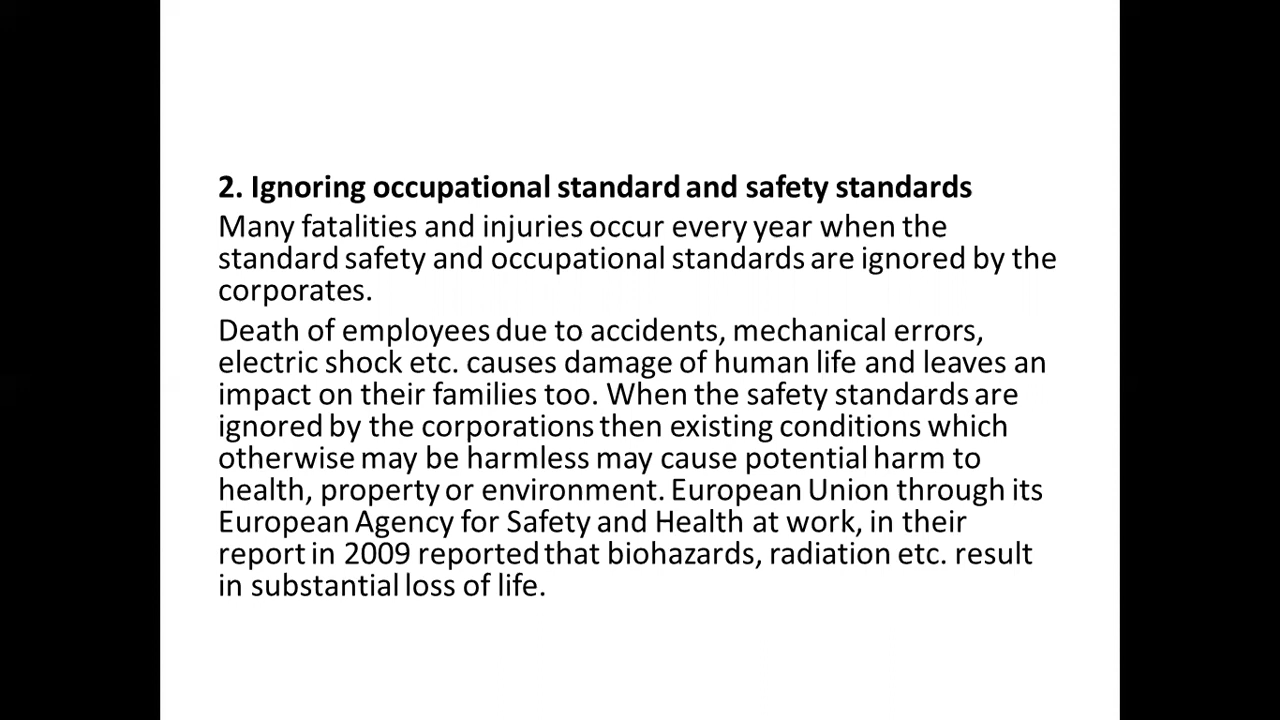 2. Ignoring occupational standard and safety standards
Many fatalities and injuries occur every year when the
standard safety and occupational standards are ignored by the
corporates.
Death of employees due to accidents, mechanical errors,
electric shock etc. causes damage of human life and leaves an
impact on their families too. When the safety standards are
ignored by the corporations then existing conditions which
otherwise may be harmless may cause potential harm to
health, property or environment. European Union through its
European Agency for Safety and Health at work, in their
report in 2009 reported that biohazards, radiation etc. result
in substantial loss of life.